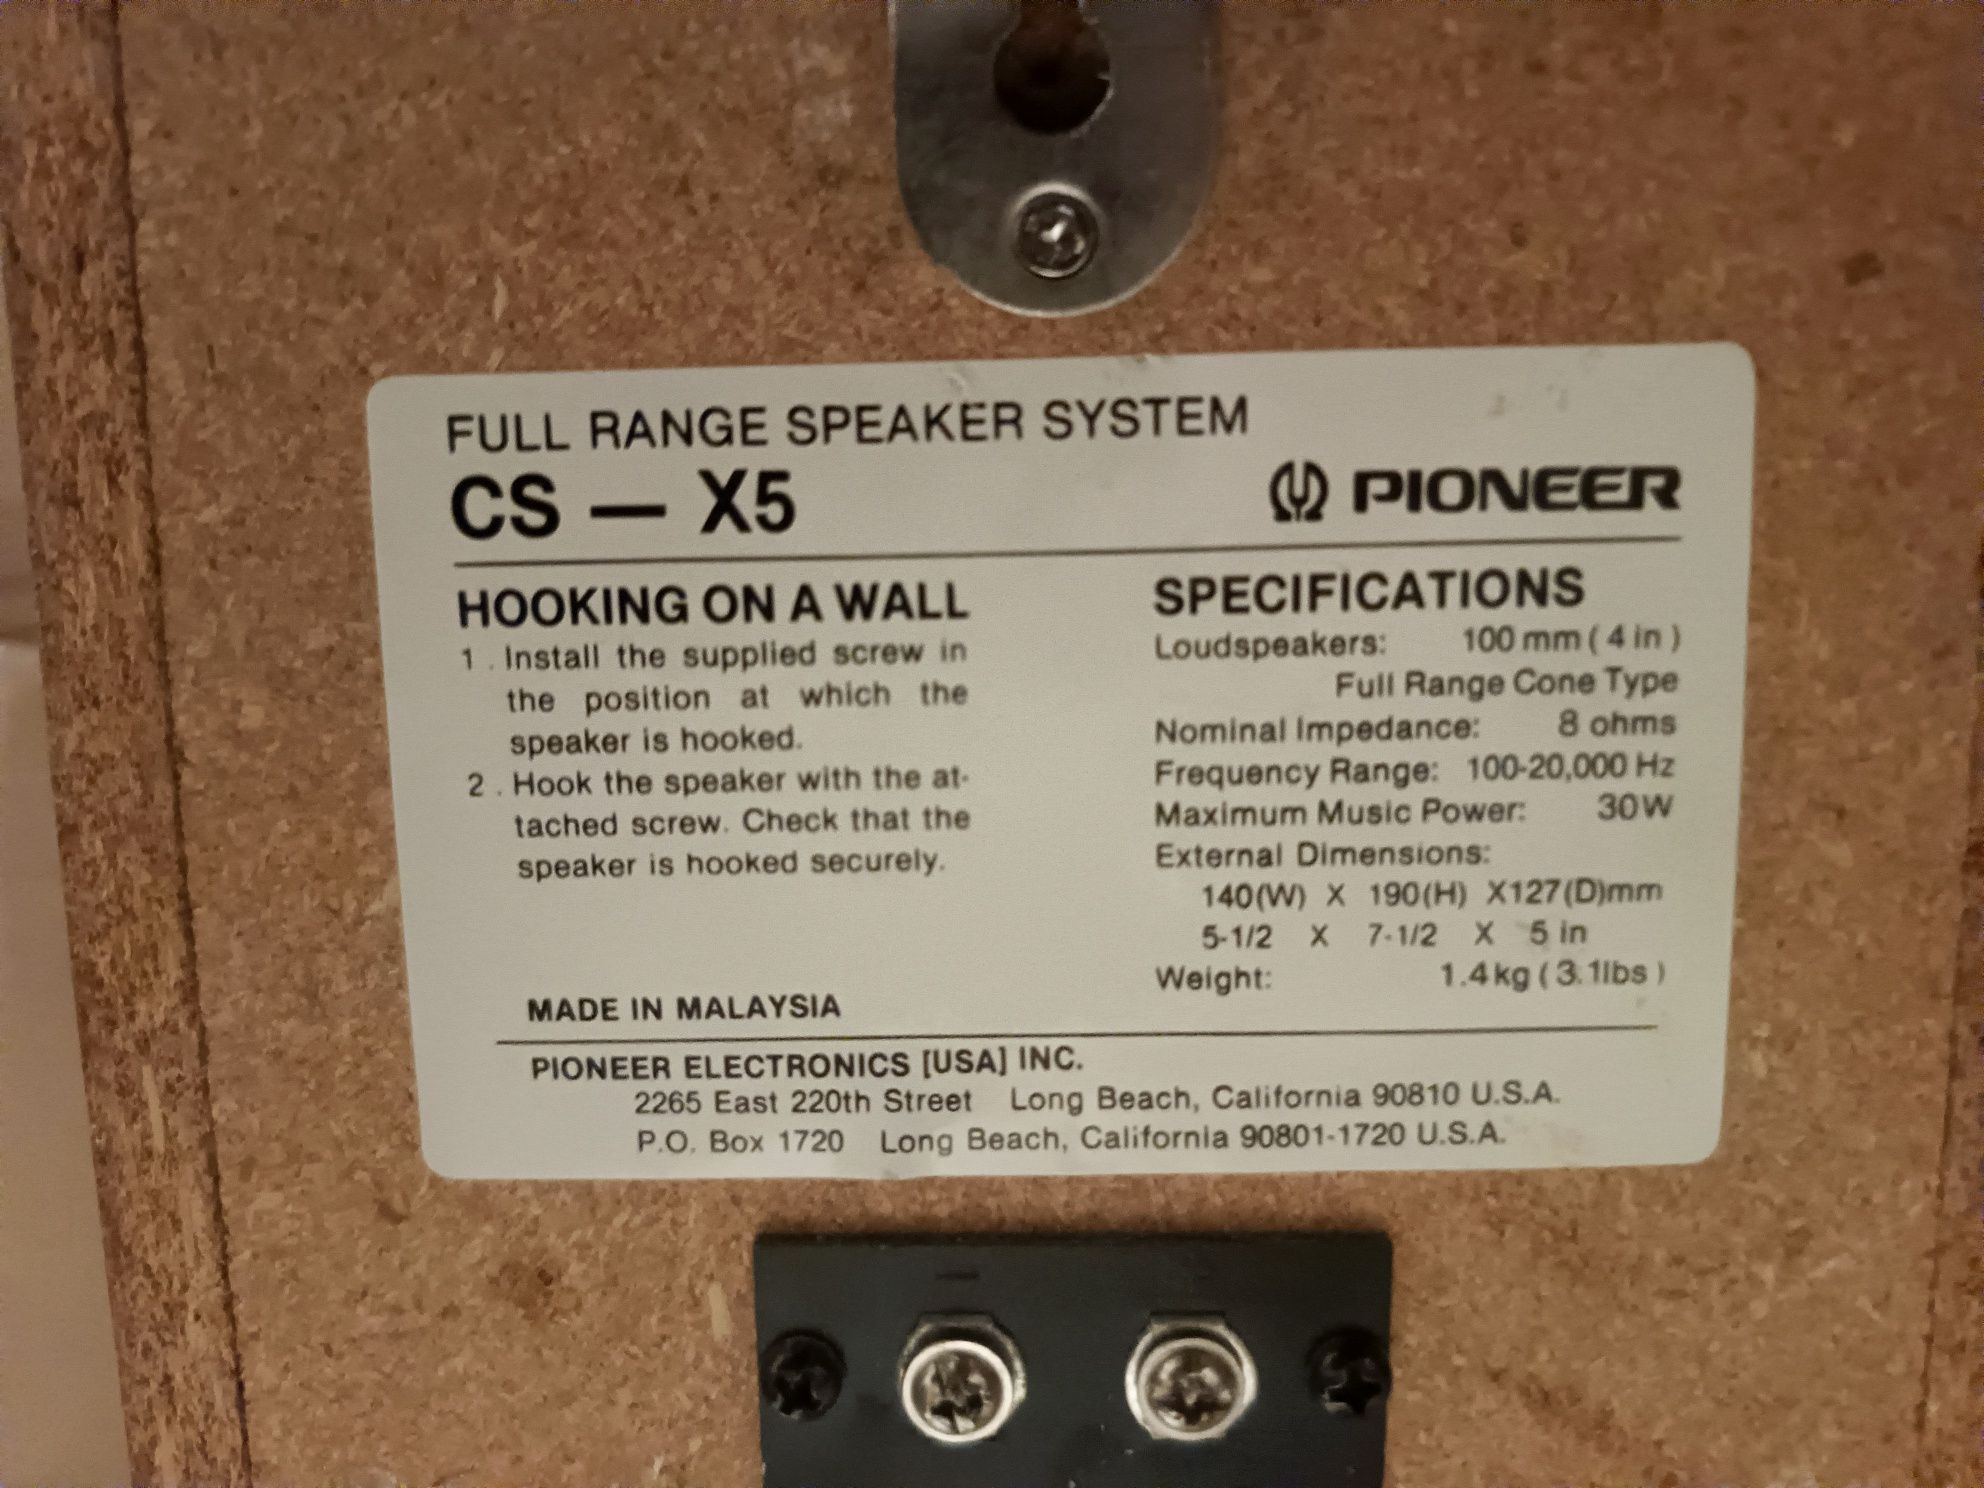 FULL RANGE SPEAKER SYSTEM
CS — X5
PIONEER
HOOKING ON A WALL
1. Install the supplied screw in
the position at which the
speaker is hooked.
2. Hook the speaker with the at-
tached screw. Check that the
speaker is hooked securely.
MADE IN MALAYSIA
SPECIFICATIONS
Loudspeakers: 100 mm ( 4 in )
Full Range Cone Type
Nominal Impedance: 8 ohms
Frequency Range: 100-20,000 Hz
Maximum Music Power: 30W
External Dimensions:
140(W) X 190(H) X127(D)mm
5-1/2 X 7-1/2 X 5 in
Weight: 1.4kg ( 3.1lbs )
PIONEER ELECTRONICS [USA] INC.
2265 East 220th Street Long Beach, California 90810 U.S.A.
P.O. Box 1720 Long Beach, California 90801-1720 U.S.A.